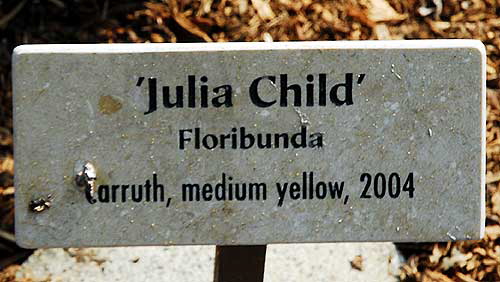 'Julia Child'
Floribunda
Carruth, medium yellow, 2004